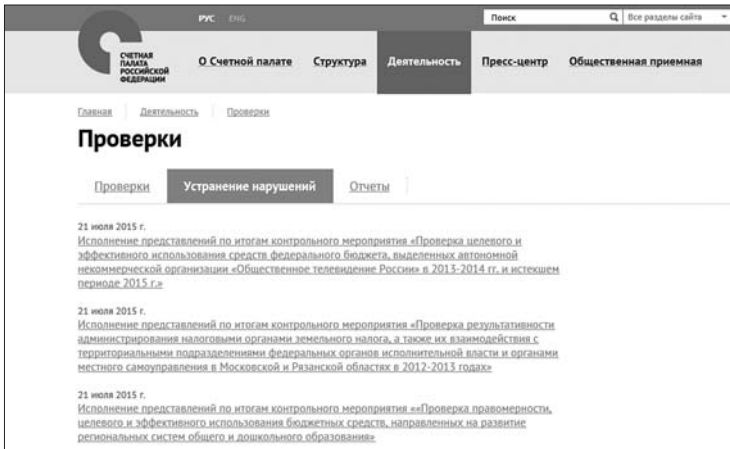 РУС ENG
Поиск
Все разделы сайта
СЧЕТНАЯ
ПАЛАТА
РОССИЙСКОЙ
ФЕДЕРАЦИИ
О Счетной палате Структура Деятельность Пресс-центр Общественная приемная
Главная Деятельность Проверки
Проверки
Проверки Устранение нарушений Отчеты
21 июля 2015 г.
Исполнение представлений по итогам контрольного мероприятия «Проверка целевого и
эффективного использования средств федерального бюджета, выделенных автономной
некоммерческой организации «Общественное телевидение России» в 2013-2014 гг. и истекшем
периоде 2015 г.»
21 июля 2015 г.
Исполнение представлений по итогам контрольного мероприятия «Проверка результативности
администрирования налоговыми органами земельного налога, а также их взаимодействия с
территориальными подразделениями федеральных органов исполнительной власти и органами
местного самоуправления в Московской и Рязанской областях в 2012-2013 годах»
21 июля 2015 г.
Исполнение представлений по итогам контрольного мероприятия ««Проверка правомерности,
целевого и эффективного использования бюджетных средств, направленных на развитие
региональных систем общего и дошкольного образования»